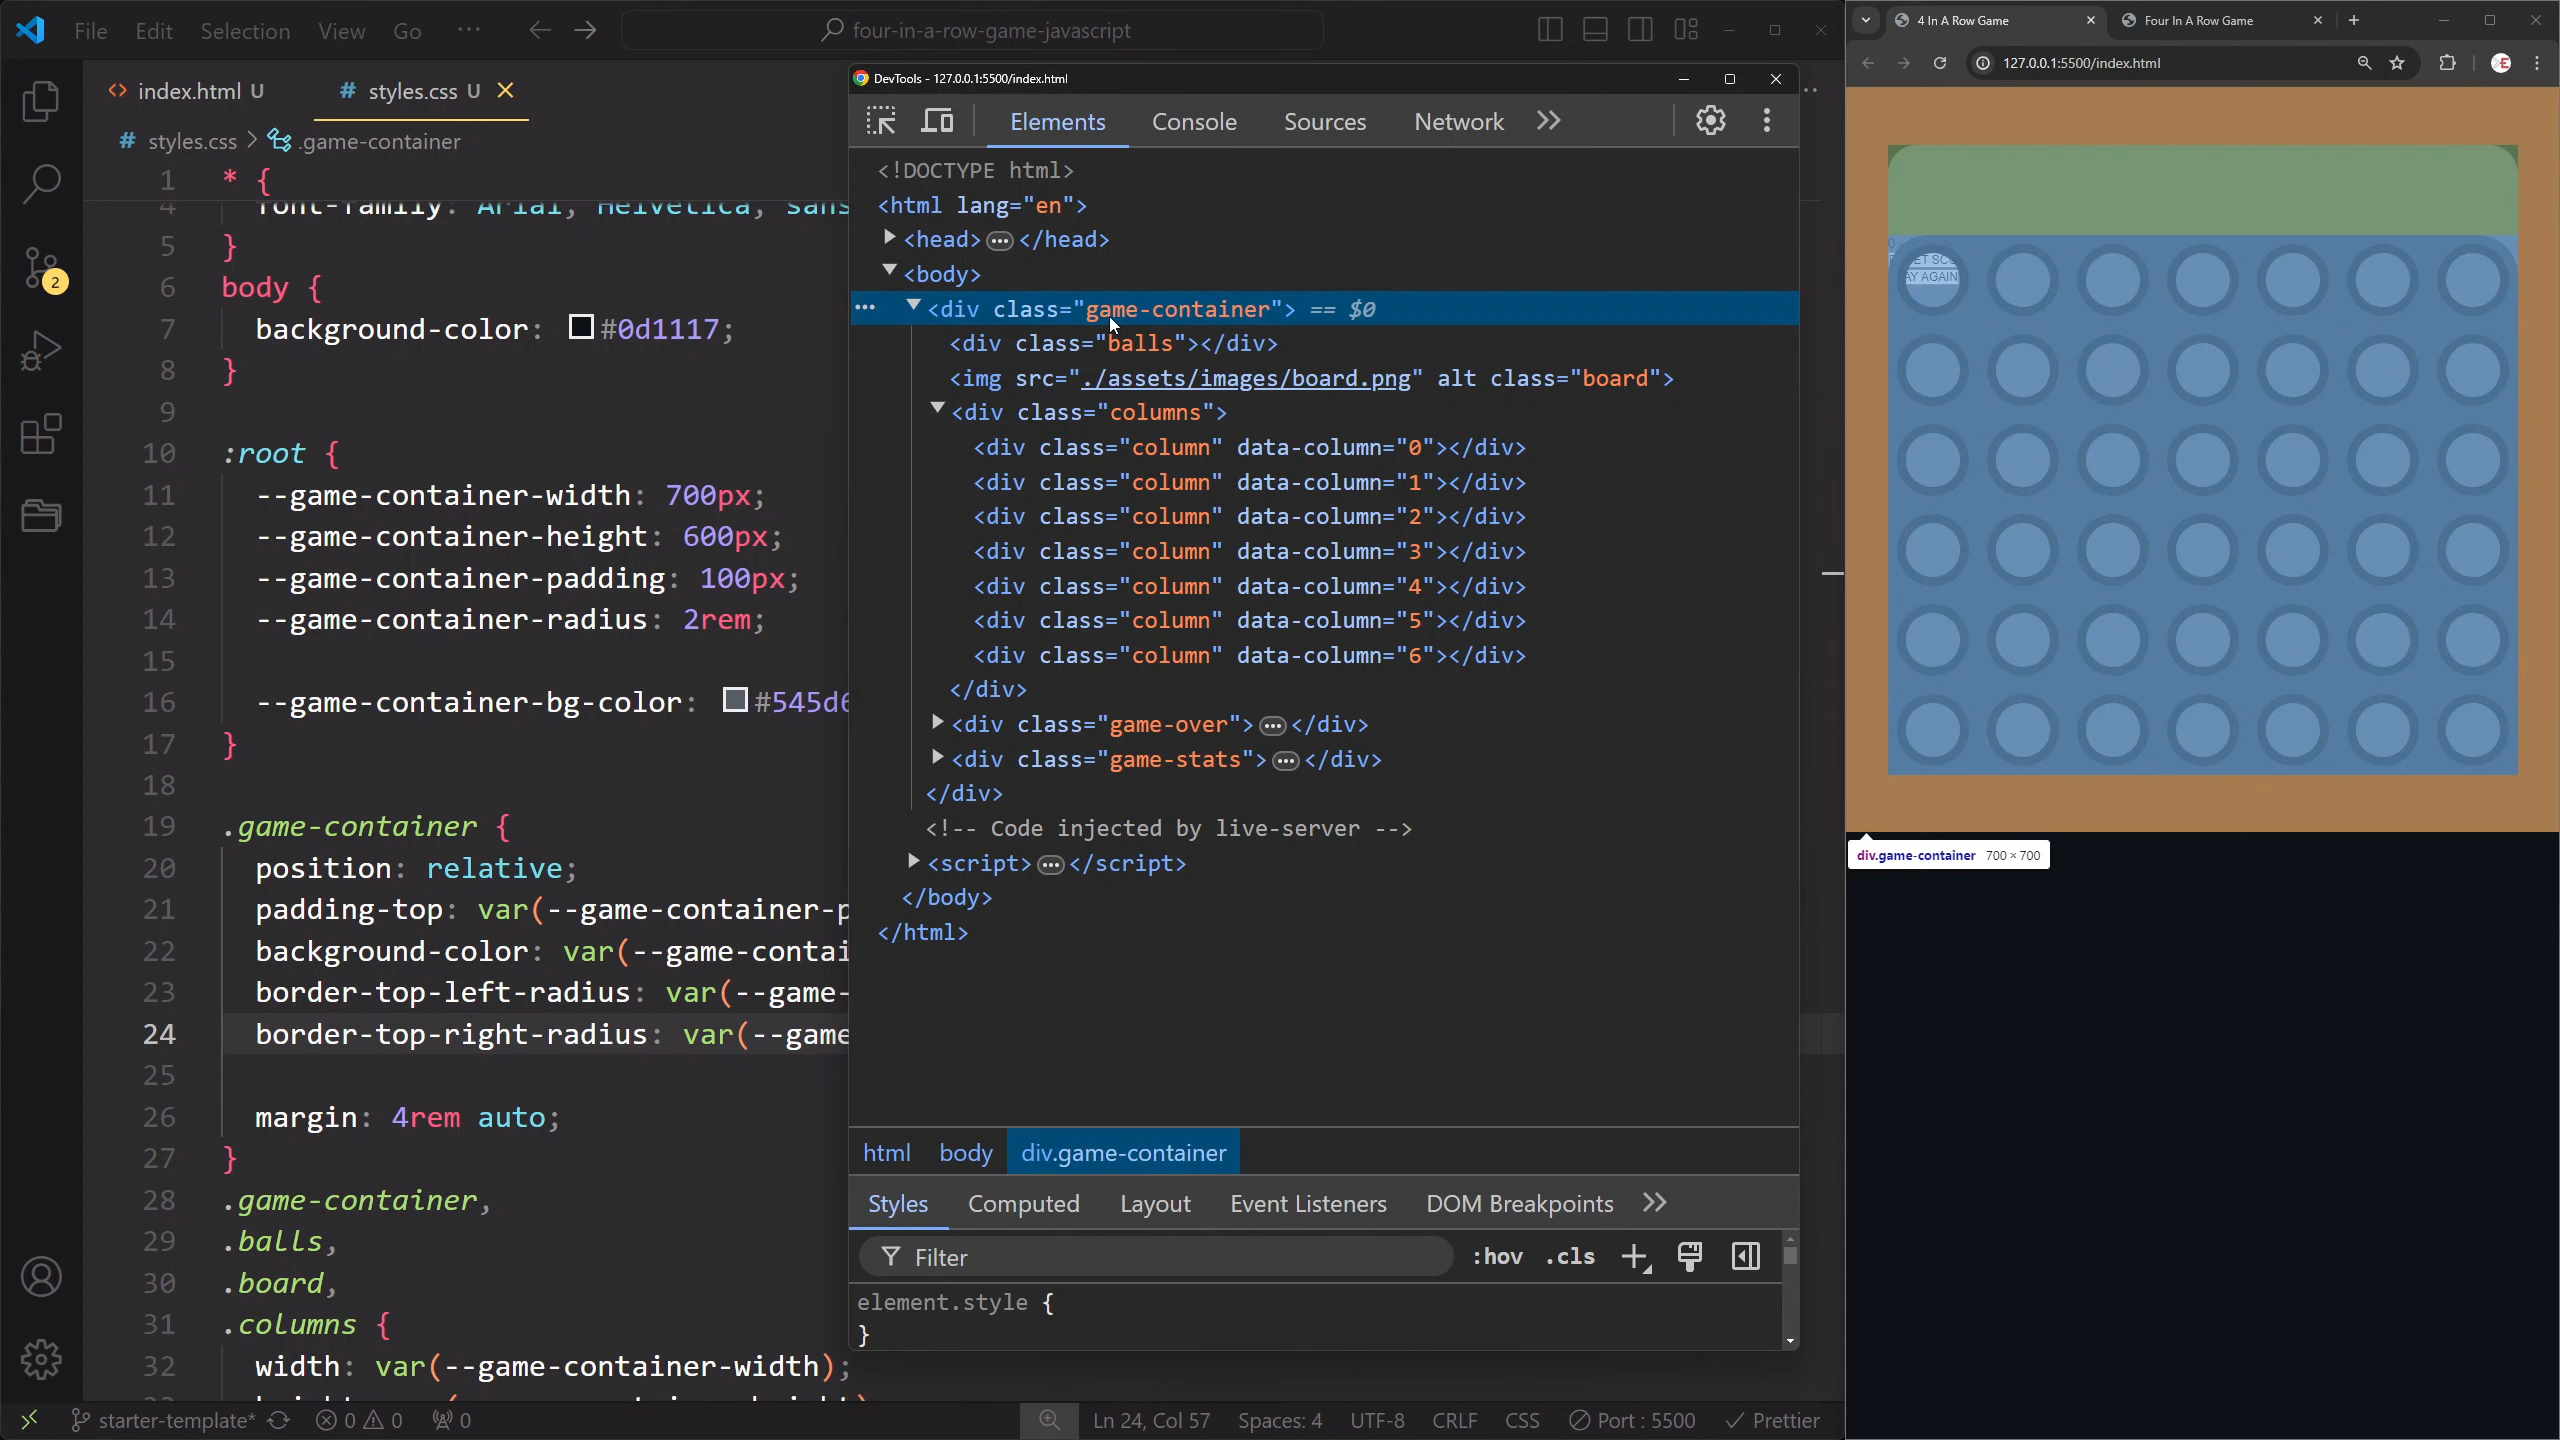 File Edit Selection View Go ···
four-in-a-row-game-javascript
index.html U
# styles.css U
# styles.css > .game-container
1 * {
5 }
6 body {
7 background-color: #0d1117;
8 }
9
10 :root {
11 --game-container-width: 700px;
12 --game-container-height: 600px;
13 --game-container-padding: 100px;
14 --game-container-radius: 2rem;
15
16 --game-container-bg-color: #545d6
17 }
18
19 .game-container {
20 position: relative;
21 padding-top: var(--game-container-p
22 background-color: var(--game-contai
23 border-top-left-radius: var(--game-
24 border-top-right-radius: var(--game
25
26 margin: 4rem auto;
27 }
28 .game-container,
29 .balls,
30 .board,
31 .columns {
32 width: var(--game-container-width);
2
starter-template* 0 0 0
Ln 24, Col 57 Spaces: 4 UTF-8 CRLF CSS Port : 5500 Prettier
DevTools - 127.0.0.1:5500/index.html
Elements Console Sources Network
<!DOCTYPE html>
<html lang="en">
<head> ··· </head>
<body>
··· <div class="game-container"> == $0
<div class="balls"></div>
<img src="./assets/images/board.png" alt class="board">
<div class="columns">
<div class="column" data-column="0"></div>
<div class="column" data-column="1"></div>
<div class="column" data-column="2"></div>
<div class="column" data-column="3"></div>
<div class="column" data-column="4"></div>
<div class="column" data-column="5"></div>
<div class="column" data-column="6"></div>
</div>
<div class="game-over"> ··· </div>
<div class="game-stats"> ··· </div>
</div>
<!-- Code injected by live-server -->
<script> ··· </script>
</body>
</html>
html body div.game-container
Styles Computed Layout Event Listeners DOM Breakpoints
Filter :hov .cls
element.style {
}
4 In A Row Game
Four In A Row Game
127.0.0.1:5500/index.html
AY AGAIN
div.game-container 700 × 700